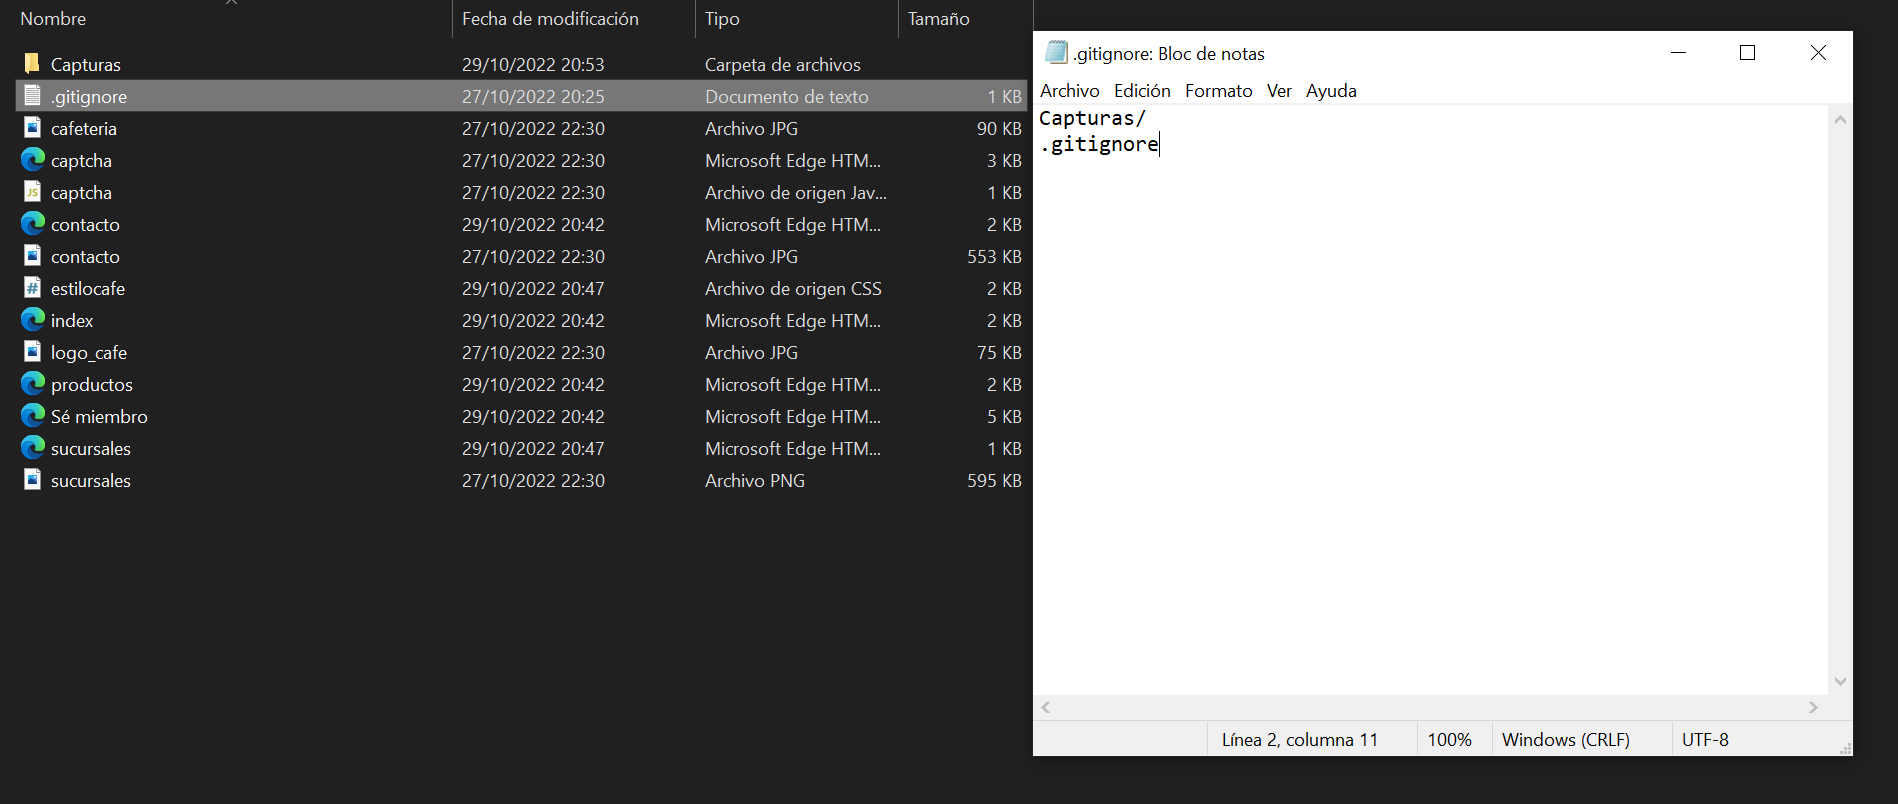 Nombre Fecha de modificación Tipo Tamaño
Capturas 29/10/2022 20:53 Carpeta de archivos
.gitignore 27/10/2022 20:25 Documento de texto 1 KB
cafeteria 27/10/2022 22:30 Archivo JPG 90 KB
captcha 27/10/2022 22:30 Microsoft Edge HTM... 3 KB
JS captcha 27/10/2022 22:30 Archivo de origen Jav... 1 KB
contacto 29/10/2022 20:42 Microsoft Edge HTM... 2 KB
contacto 27/10/2022 22:30 Archivo JPG 553 KB
# estilocafe 29/10/2022 20:47 Archivo de origen CSS 2 KB
index 29/10/2022 20:42 Microsoft Edge HTM... 2 KB
logo_cafe 27/10/2022 22:30 Archivo JPG 75 KB
productos 29/10/2022 20:42 Microsoft Edge HTM... 2 KB
Sé miembro 29/10/2022 20:42 Microsoft Edge HTM... 5 KB
sucursales 29/10/2022 20:47 Microsoft Edge HTM... 1 KB
sucursales 27/10/2022 22:30 Archivo PNG 595 KB
.gitignore: Bloc de notas
Archivo Edición Formato Ver Ayuda
Capturas/
.gitignore
Línea 2, columna 11 100% Windows (CRLF) UTF-8